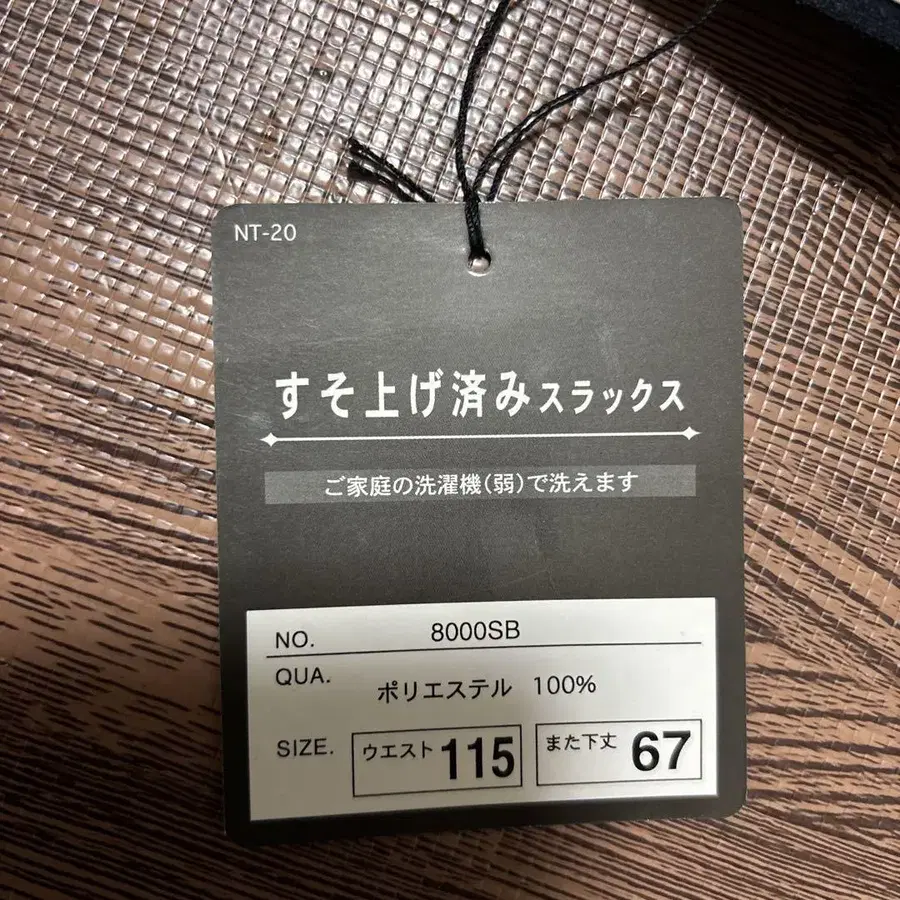 NT-20
すそ上げ済みスラックス
ご家庭の洗濯機(弱)で洗えます
NO. 8000SB
QUA. ポリエステル 100%
SIZE. ウエスト 115 また下丈 67